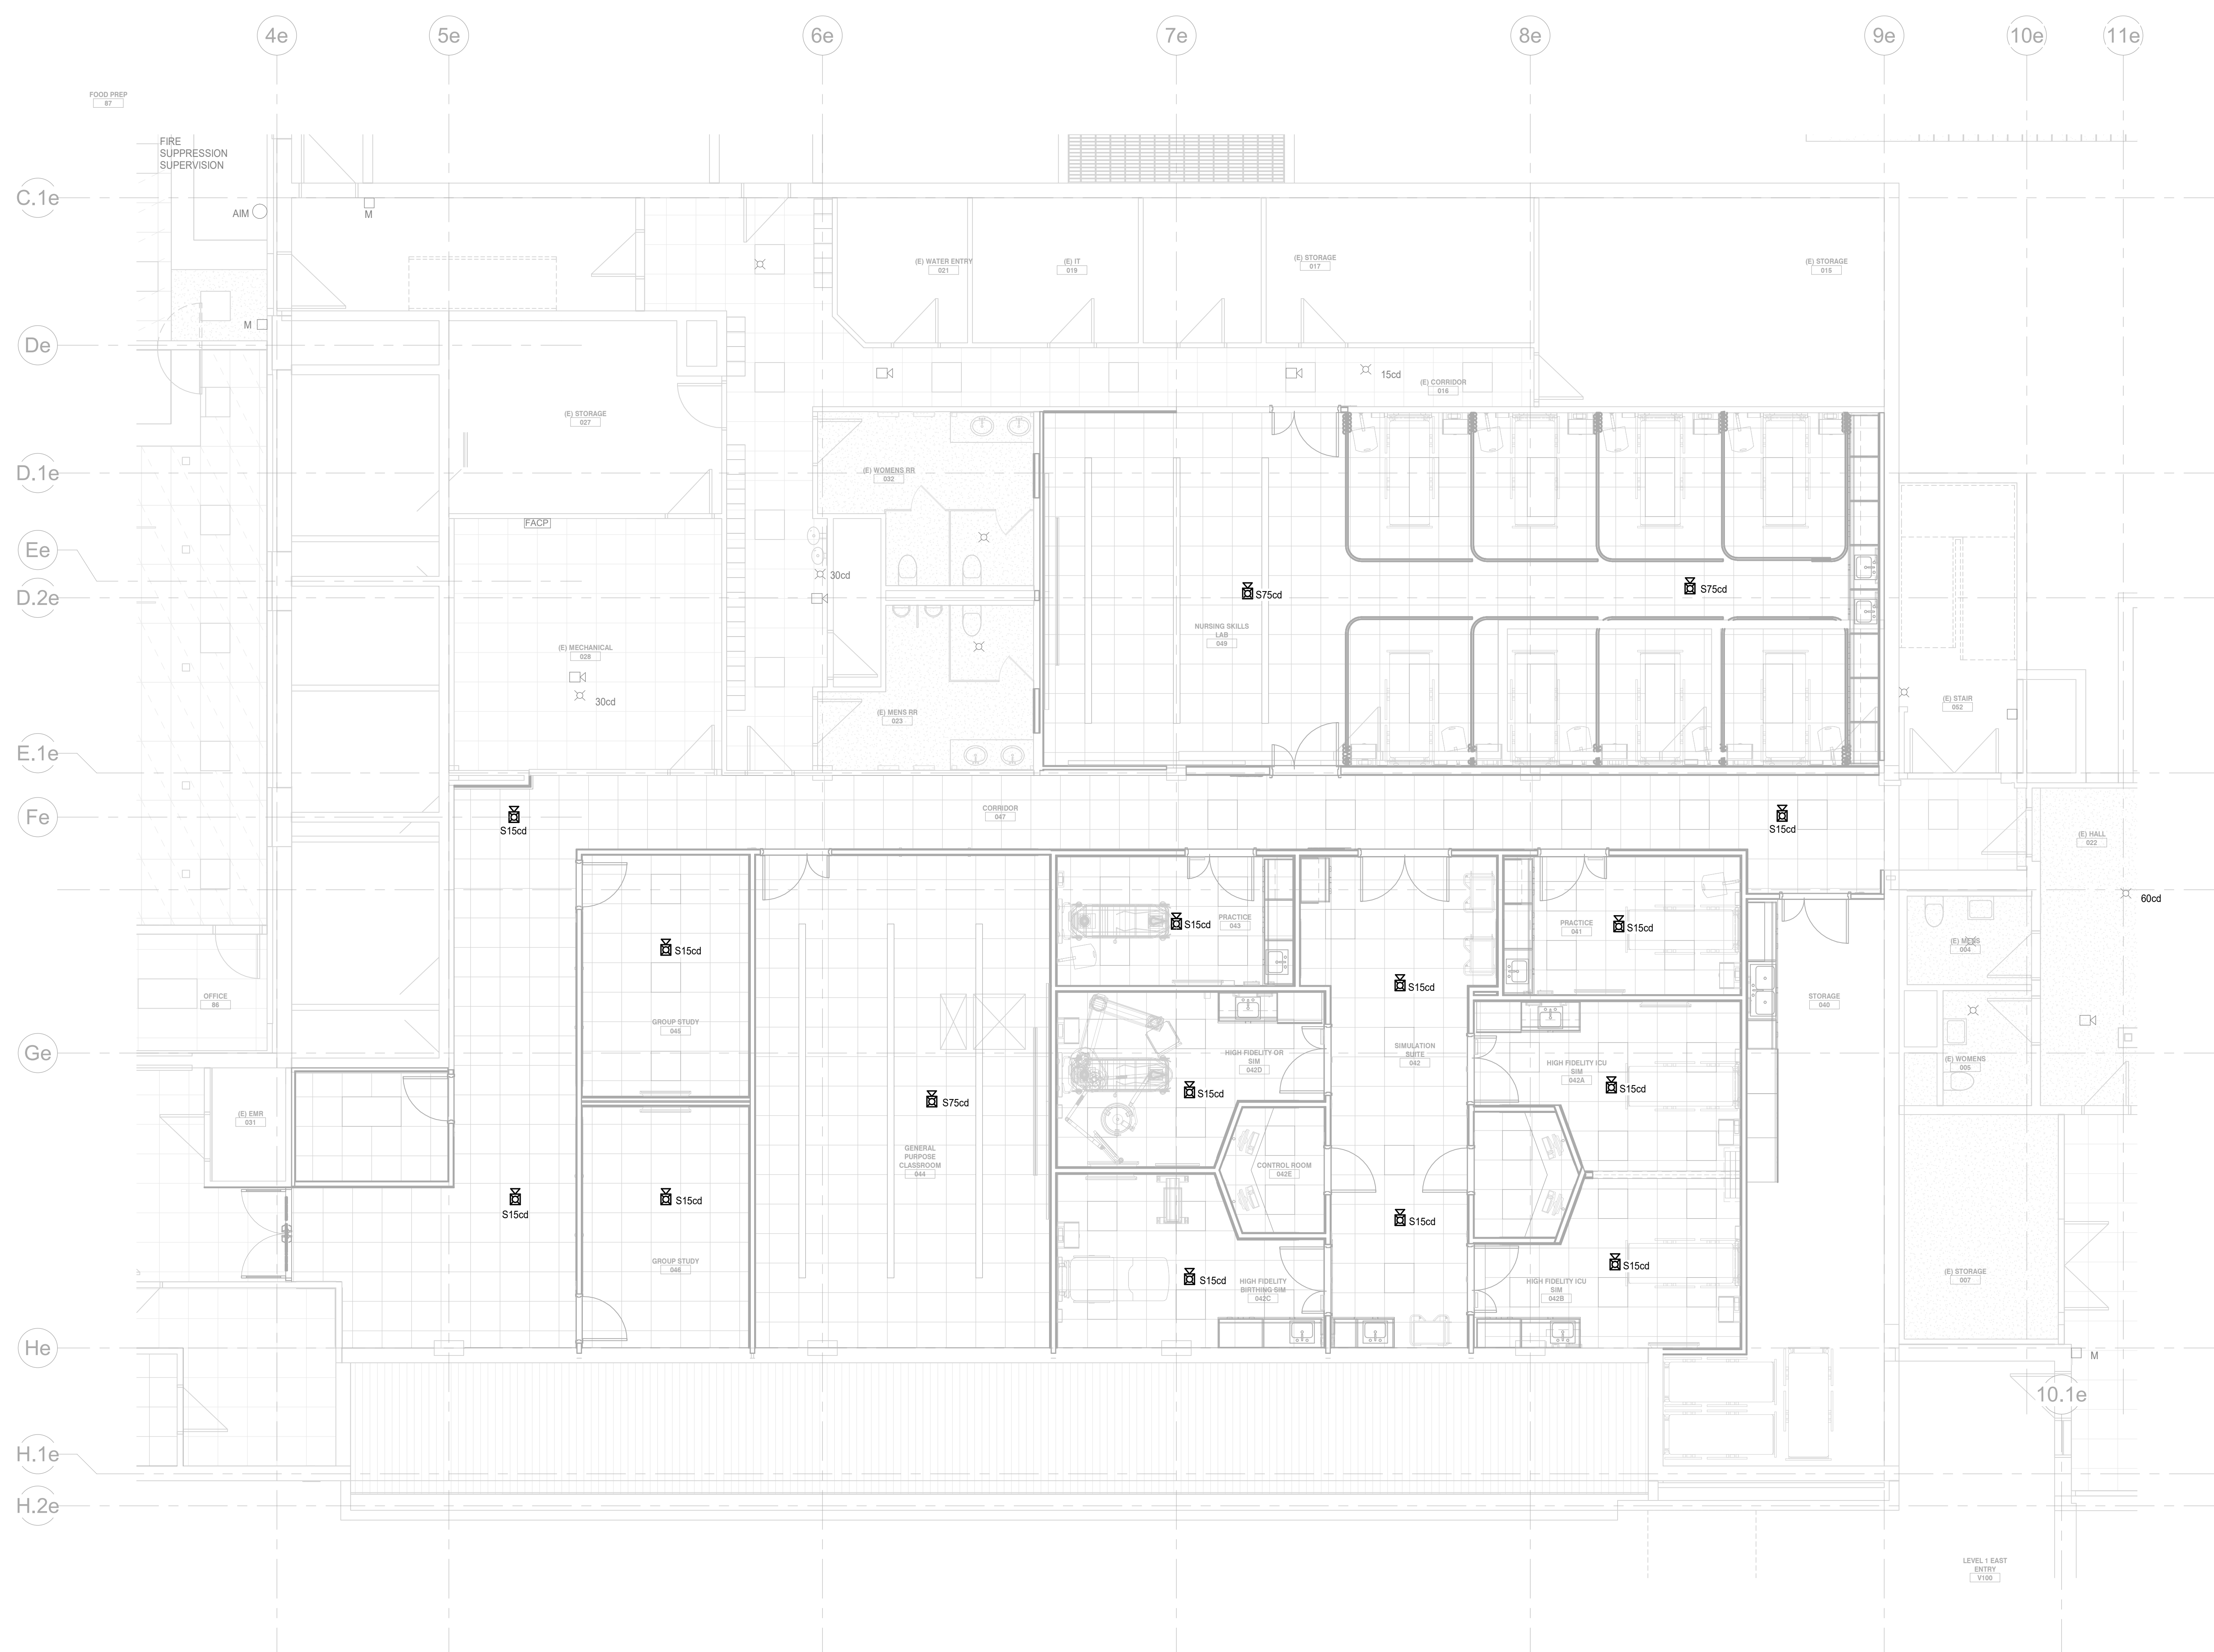 4e
5e
6e
7e
8e
9e
10e
11e
FOOD PREP
87
FIRE
SUPPRESSION
SUPERVISION
C.1e
AIM
M
(E) WATER ENTRY
021
(E) IT
019
(E) STORAGE
017
(E) STORAGE
015
M
De
15cd
(E) CORRIDOR
016
(E) STORAGE
027
D.1e
(E) WOMENS RR
032
FACP
Ee
30cd
D.2e
S75cd
S75cd
NURSING SKILLS
LAB
049
(E) MECHANICAL
028
30cd
(E) MENS RR
023
(E) STAIR
052
E.1e
Fe
S15cd
CORRIDOR
047
S15cd
(E) HALL
022
60cd
PRACTICE
043
S15cd
PRACTICE
041
S15cd
S15cd
(E) MENS
004
S15cd
OFFICE
86
GROUP STUDY
045
STORAGE
040
Ge
HIGH FIDELITY OR
SIM
042D
SIMULATION
SUITE
042
HIGH FIDELITY ICU
SIM
042A
(E) WOMENS
005
S15cd
S15cd
S75cd
(E) EMR
031
GENERAL
PURPOSE
CLASSROOM
044
CONTROL ROOM
042E
S15cd
S15cd
S15cd
GROUP STUDY
046
S15cd
S15cd
HIGH FIDELITY
BIRTHING SIM
042C
HIGH FIDELITY ICU
SIM
042B
(E) STORAGE
007
He
M
10.1e
H.1e
H.2e
LEVEL 1 EAST
ENTRY
V100